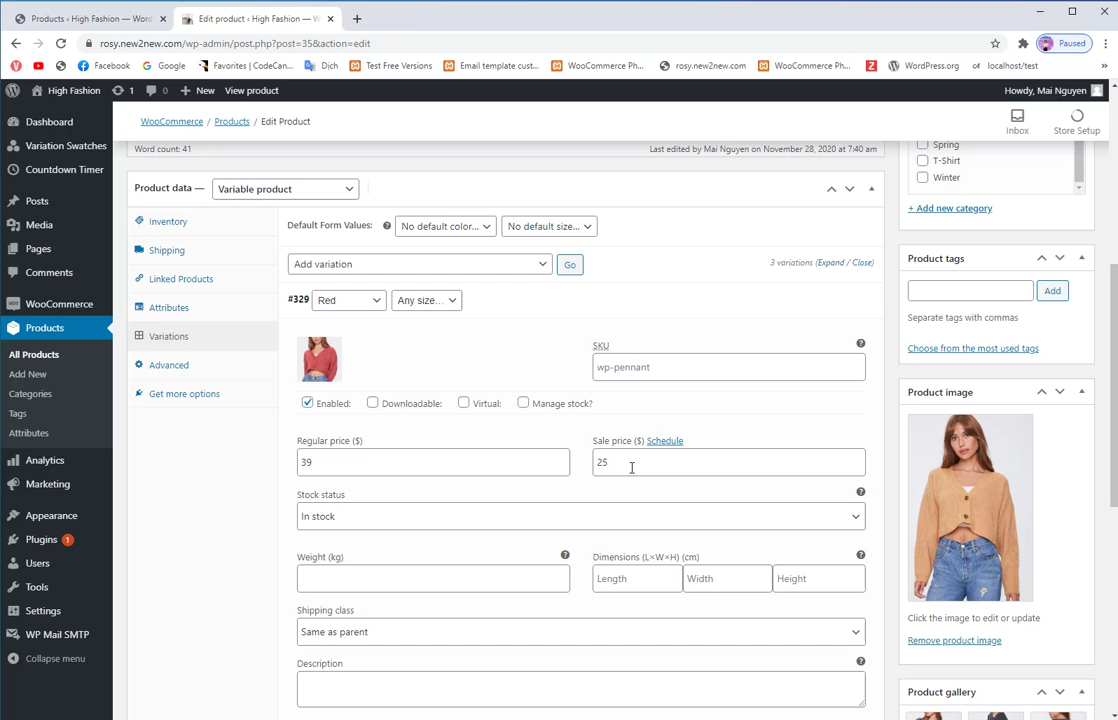 Products ‹ High Fashion — Word
Edit product ‹ High Fashion — W
rosy.new2new.com/wp-admin/post.php?post=35&action=edit
Paused
Facebook
Google
Favorites | CodeCan...
Dịch
Test Free Versions
Email template cust...
WooCommerce Ph...
rosy.new2new.com
WooCommerce Ph...
WordPress.org
localhost/test
High Fashion
1
0
New
View product
Howdy, Mai Nguyen
WooCommerce / Products / Edit Product
Inbox
Store Setup
Dashboard
Variation Swatches
Countdown Timer
Posts
Media
Pages
Comments
WooCommerce
Products
All Products
Add New
Categories
Tags
Attributes
Analytics
Marketing
Appearance
Plugins 1
Users
Tools
Settings
WP Mail SMTP
Collapse menu
Word count: 41
Last edited by Mai Nguyen on November 28, 2020 at 7:40 am
Product data —
Variable product
Inventory
Shipping
Linked Products
Attributes
Variations
Advanced
Get more options
Default Form Values:
No default color...
No default size...
Add variation
Go
3 variations (Expand / Close)
#329
Red
Any size...
SKU
wp-pennant
Enabled:
Downloadable:
Virtual:
Manage stock?
Regular price ($)
39
Sale price ($) Schedule
25
Stock status
In stock
Weight (kg)
Dimensions (L×W×H) (cm)
Length
Width
Height
Shipping class
Same as parent
Description
Spring
T-Shirt
Winter
+ Add new category
Product tags
Add
Separate tags with commas
Choose from the most used tags
Product image
Click the image to edit or update
Remove product image
Product gallery